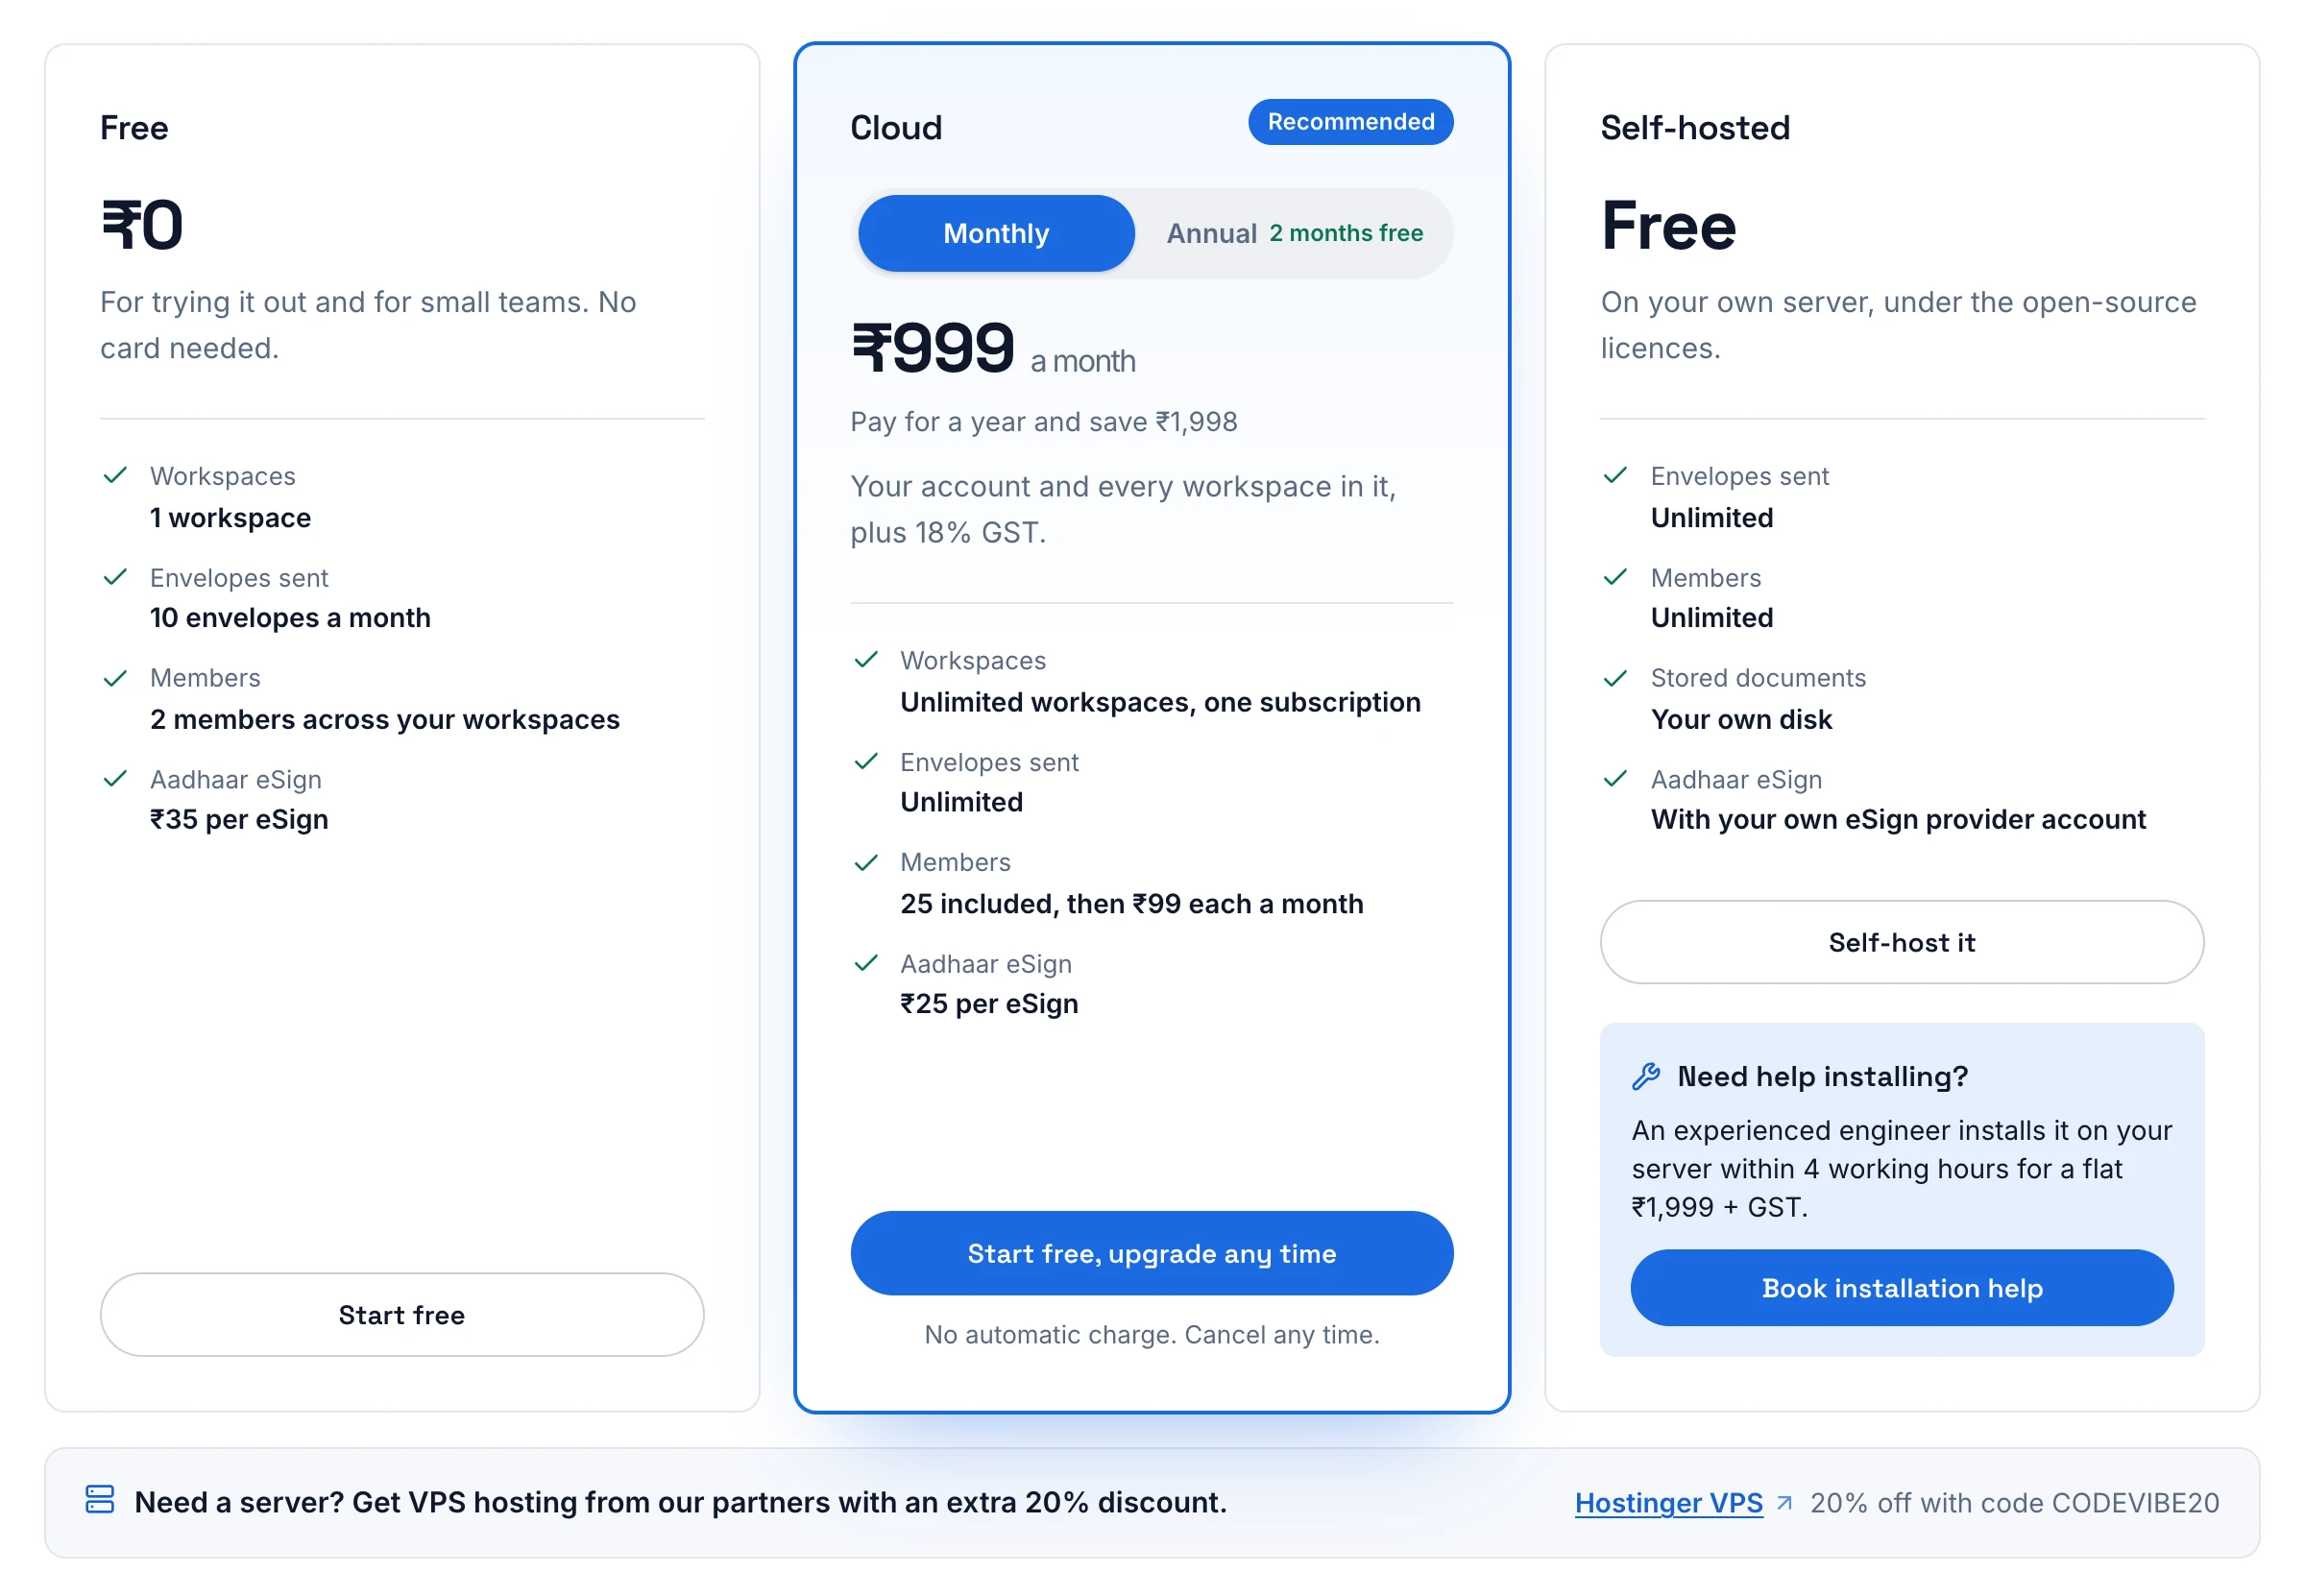 Free
₹0
For trying it out and for small teams. No
card needed.
Workspaces
1 workspace
Envelopes sent
10 envelopes a month
Members
2 members across your workspaces
Aadhaar eSign
₹35 per eSign
Start free
Cloud
Recommended
Monthly
Annual 2 months free
₹999 a month
Pay for a year and save ₹1,998
Your account and every workspace in it,
plus 18% GST.
Workspaces
Unlimited workspaces, one subscription
Envelopes sent
Unlimited
Members
25 included, then ₹99 each a month
Aadhaar eSign
₹25 per eSign
Start free, upgrade any time
No automatic charge. Cancel any time.
Self-hosted
Free
On your own server, under the open-source
licences.
Envelopes sent
Unlimited
Members
Unlimited
Stored documents
Your own disk
Aadhaar eSign
With your own eSign provider account
Self-host it
Need help installing?
An experienced engineer installs it on your
server within 4 working hours for a flat
₹1,999 + GST.
Book installation help
Need a server? Get VPS hosting from our partners with an extra 20% discount.
Hostinger VPS ↗ 20% off with code CODEVIBE20